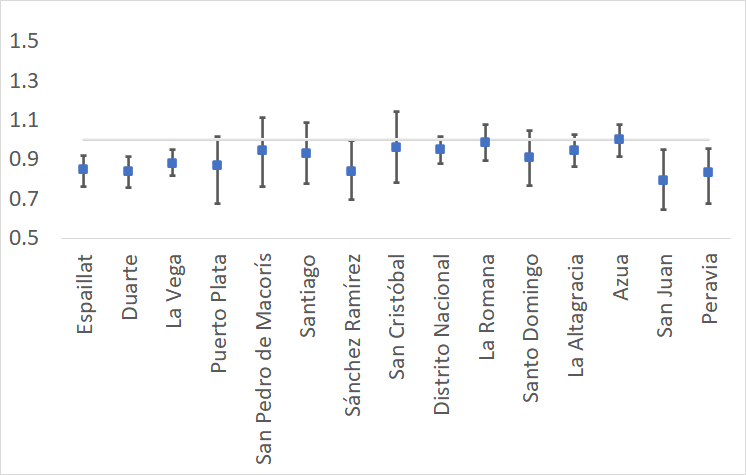 1.5
1.3
1.1
0.9
0.7
0.5
Espaillat
Duarte
La Vega
Puerto Plata
San Pedro de Macorís
Santiago
Sánchez Ramírez
San Cristóbal
Distrito Nacional
La Romana
Santo Domingo
La Altagracia
Azua
San Juan
Peravia